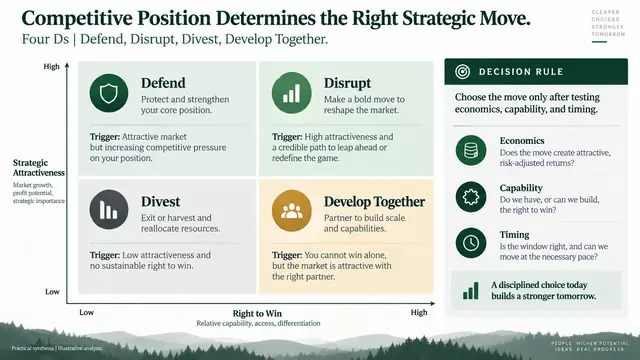 Competitive Position Determines the Right Strategic Move.
Four Ds | Defend, Disrupt, Divest, Develop Together.
CLEARER
CHOICES
STRONGER
TOMORROW
High
Strategic
Attractiveness
Market growth,
profit potential,
strategic importance
Low
Defend
Protect and strengthen
your core position.
Trigger: Attractive market
but increasing competitive pressure
on your position.
Disrupt
Make a bold move to
reshape the market.
Trigger: High attractiveness and
a credible path to leap ahead or
redefine the game.
Divest
Exit or harvest and
reallocate resources.
Trigger: Low attractiveness and
no sustainable right to win.
Develop Together
Partner to build scale
and capabilities.
Trigger: You cannot win alone,
but the market is attractive with
the right partner.
Low
Right to Win
High
Relative capability, access, differentiation
DECISION RULE
Choose the move only after testing
economics, capability, and timing.
Economics
Does the move create attractive,
risk-adjusted returns?
Capability
Do we have, or can we build,
the right to win?
Timing
Is the window right, and can we
move at the necessary pace?
A disciplined choice today
builds a stronger tomorrow.
Practical synthesis | Illustrative analysis.
PEOPLE HIGHER POTENTIAL
IDEAS REAL PROGRESS